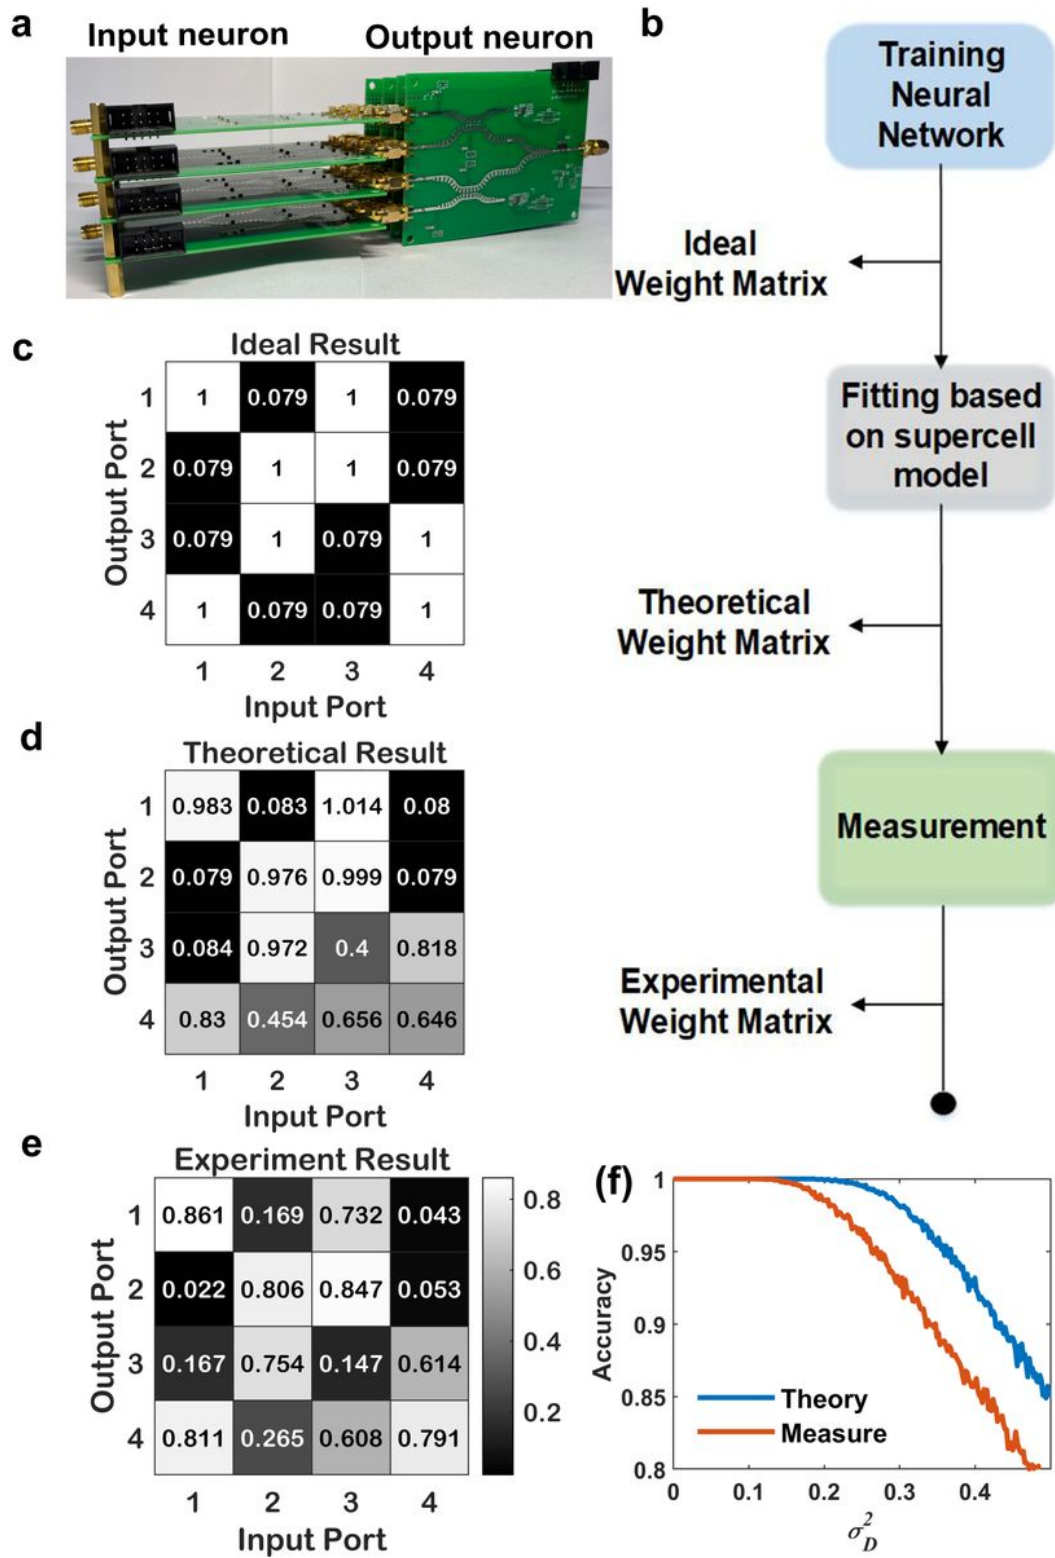 a
Input neuron
Output neuron
b
Training
Neural
Network
Ideal
Weight Matrix
Fitting based
on supercell
model
Theoretical
Weight Matrix
Measurement
Experimental
Weight Matrix
c
Ideal Result
Output Port
1 1 0.079 1 0.079
2 0.079 1 1 0.079
3 0.079 1 0.079 1
4 1 0.079 0.079 1
1 2 3 4
Input Port
d
Theoretical Result
Output Port
1 0.983 0.083 1.014 0.08
2 0.079 0.976 0.999 0.079
3 0.084 0.972 0.4 0.818
4 0.83 0.454 0.656 0.646
1 2 3 4
Input Port
e
Experiment Result
Output Port
1 0.861 0.169 0.732 0.043
2 0.022 0.806 0.847 0.053
3 0.167 0.754 0.147 0.614
4 0.811 0.265 0.608 0.791
1 2 3 4
Input Port
0.8
0.6
0.4
0.2
(f)
Accuracy
1
0.95
0.9
0.85
0.8
Theory
Measure
0 0.1 0.2 0.3 0.4
σ_D^2